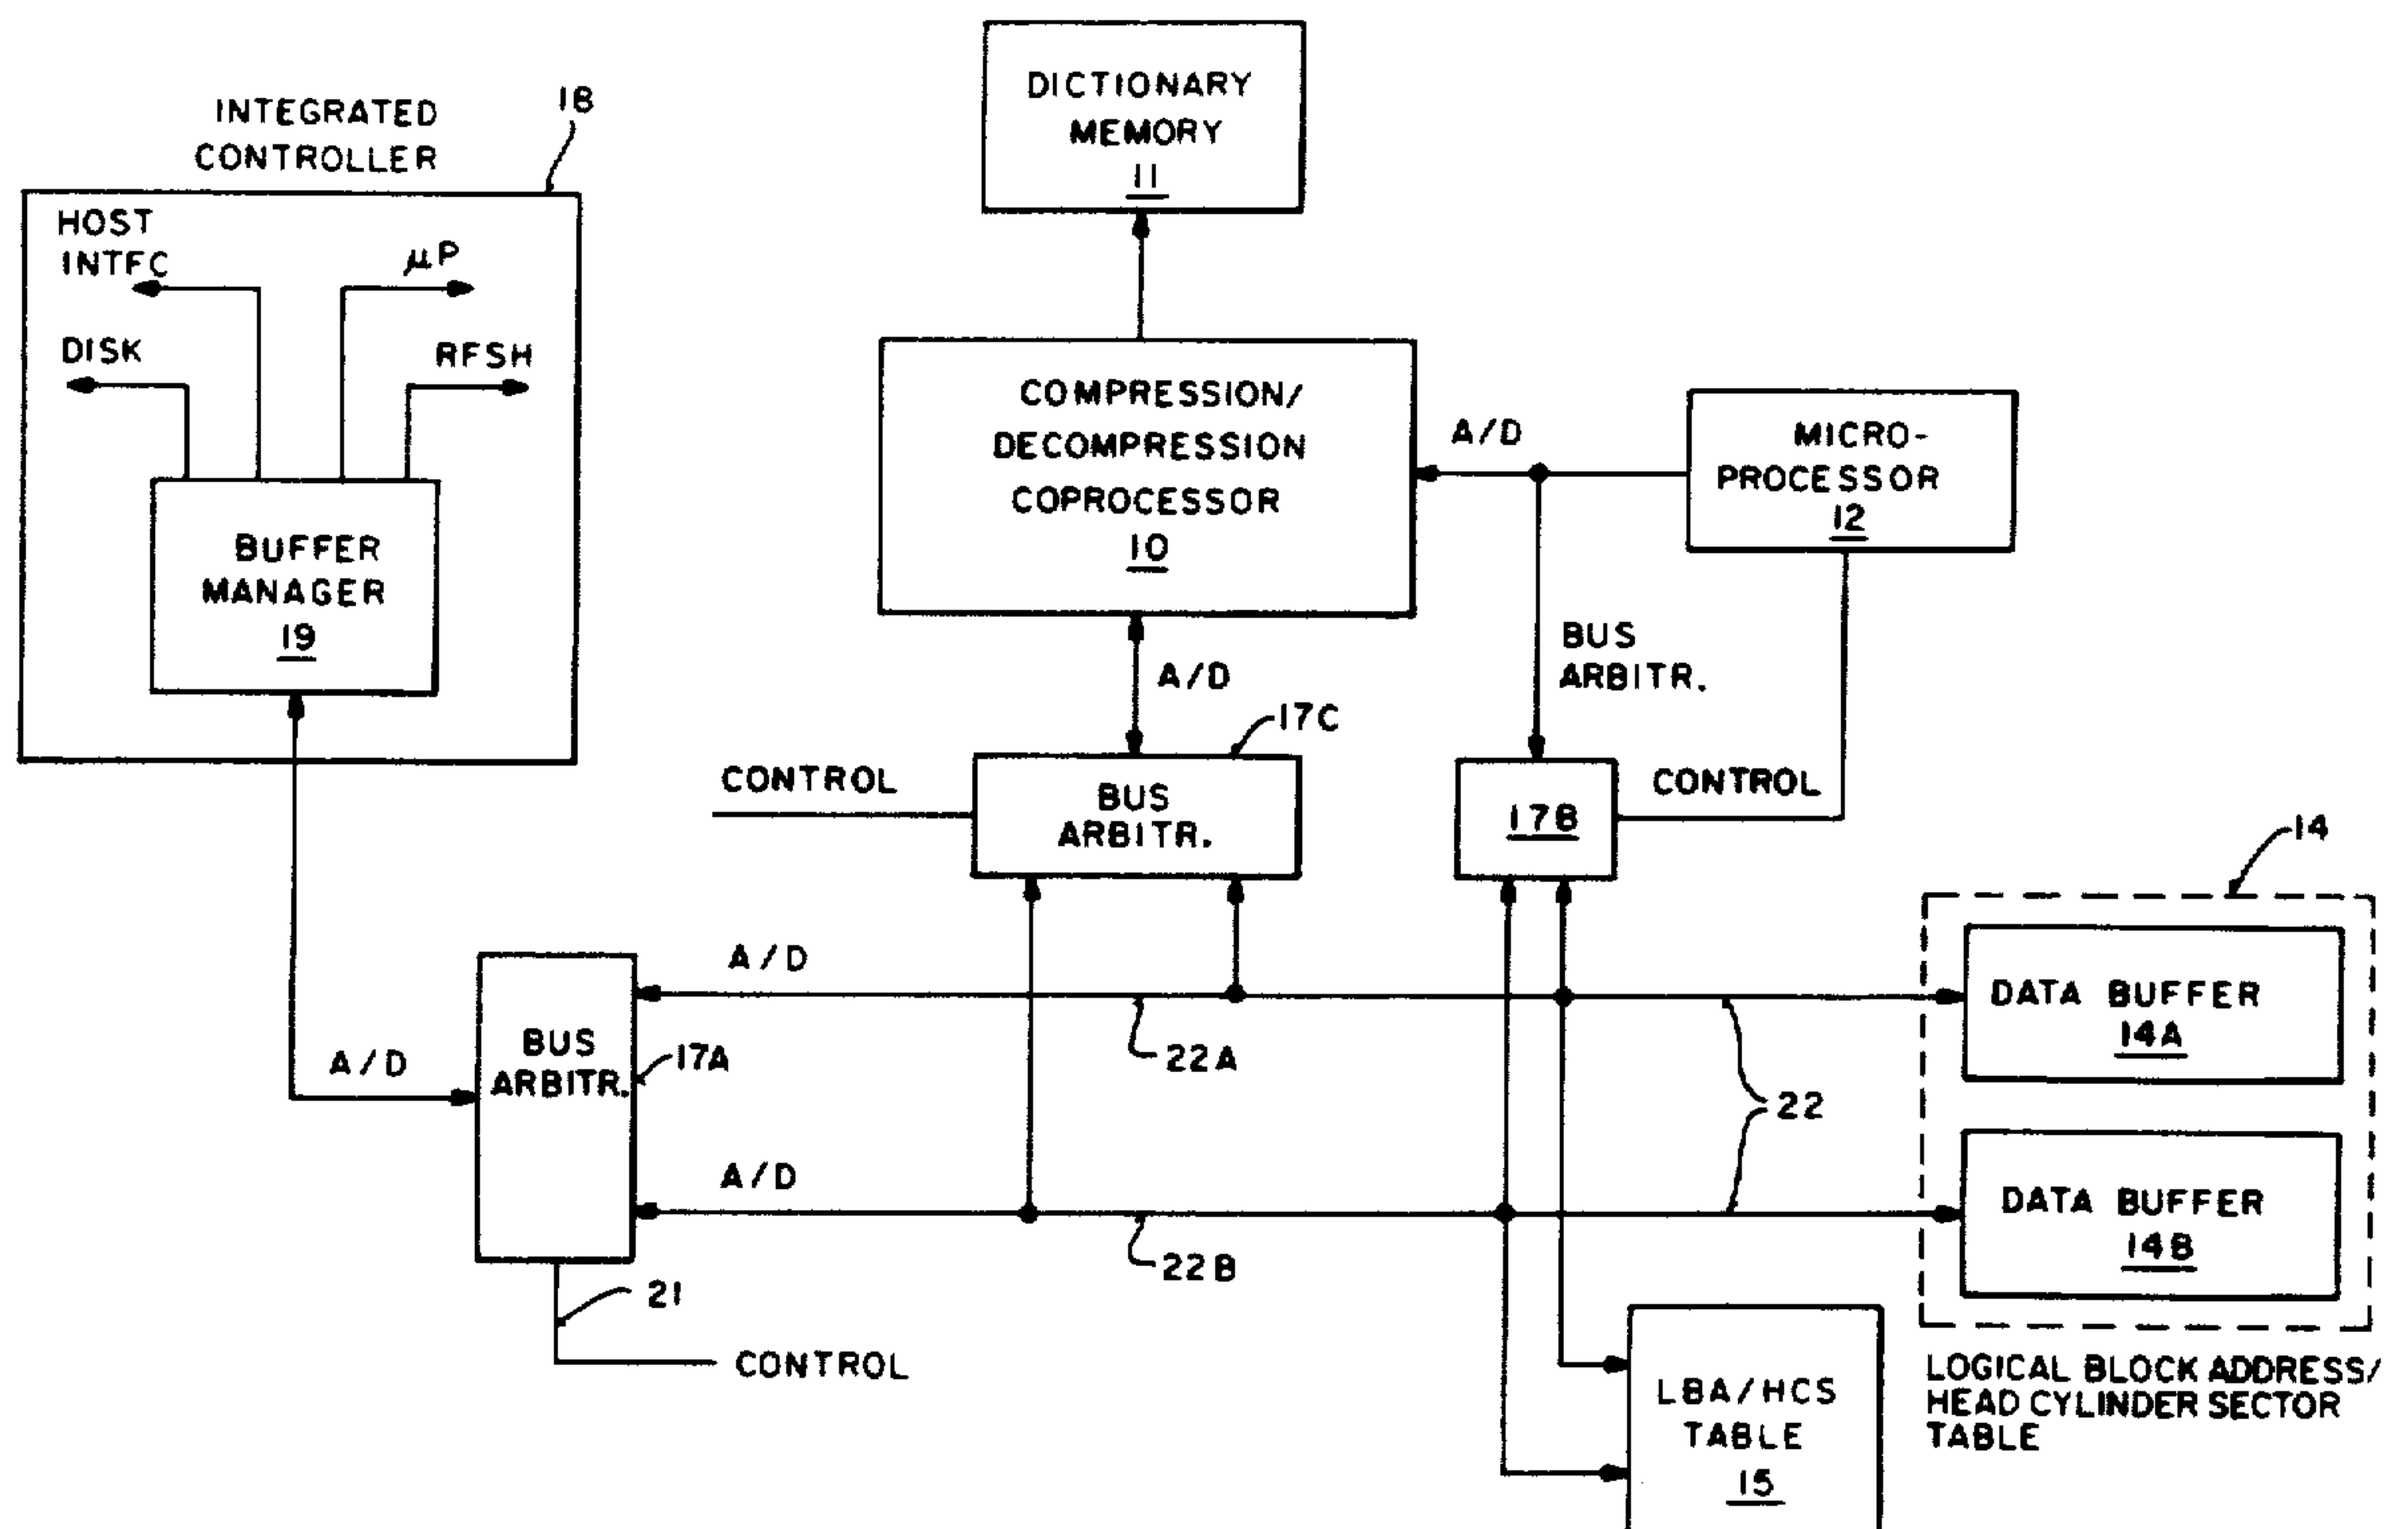 INTEGRATED
CONTROLLER
18
HOST
INTFC
µP
DISK
RFSH
BUFFER
MANAGER
19
DICTIONARY
MEMORY
11
COMPRESSION/
DECOMPRESSION
COPROCESSOR
10
A/D
MICRO-
PROCESSOR
12
A/D
BUS
ARBITR.
17C
CONTROL
BUS
ARBITR.
17B
CONTROL
14
A/D
BUS
ARBITR.
17A
A/D
22A
22
DATA BUFFER
14A
A/D
22B
DATA BUFFER
14B
21
CONTROL
LBA/HCS
TABLE
15
LOGICAL BLOCK ADDRESS/
HEAD CYLINDER SECTOR
TABLE